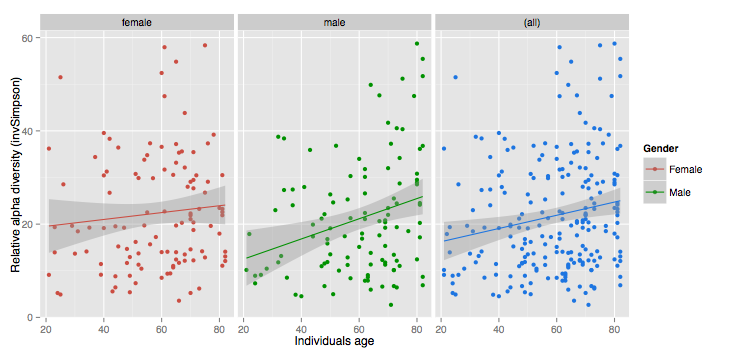 female male (all)
Relative alpha diversity (invSimpson)
60
40
20
0
20 40 60 80 20 40 60 80 20 40 60 80
Individuals age
Gender
Female
Male